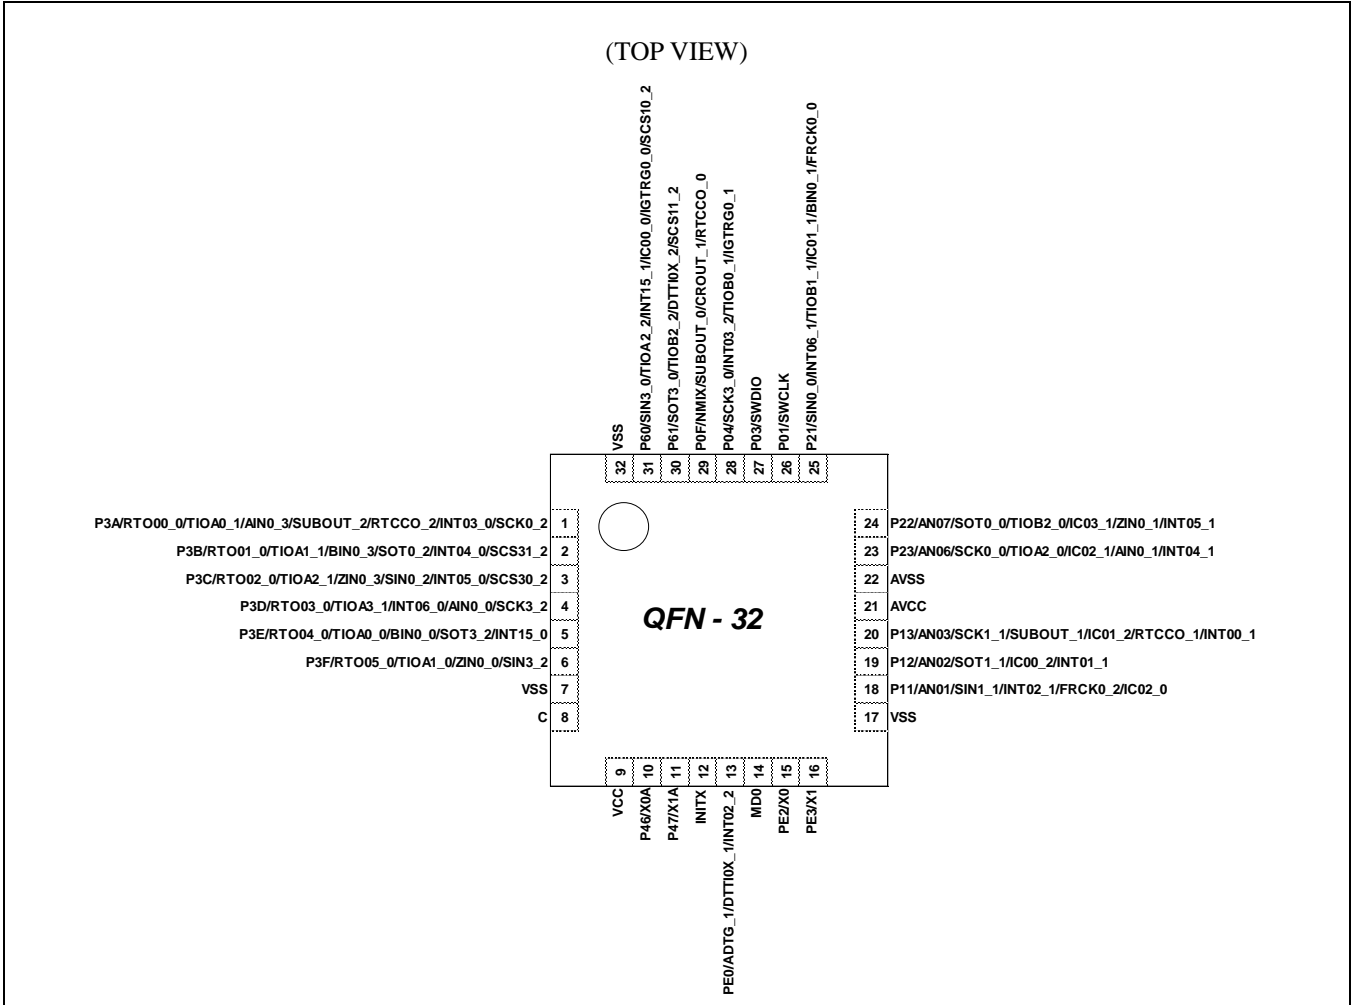 (TOP VIEW)
VSS
P60/SIN3_0/TIOA2_2/INT15_1/IC00_0/IGTRG0_0/SCS10_2
P61/SOT3_0/TIOB2_2/DTTI0X_2/SCS11_2
P0F/NMIX/SUBOUT_0/CROUT_1/RTCCO_0
P04/SCK3_0/INT03_2/TIOB0_1/IGTRG0_1
P03/SWDIO
P01/SWCLK
P21/SIN0_0/INT06_1/TIOB1_1/IC01_1/BIN0_1/FRCK0_0
32 31 30 29 28 27 26 25
P3A/RTO00_0/TIOA0_1/AIN0_3/SUBOUT_2/RTCCO_2/INT03_0/SCK0_2 1
P3B/RTO01_0/TIOA1_1/BIN0_3/SOT0_2/INT04_0/SCS31_2 2
P3C/RTO02_0/TIOA2_1/ZIN0_3/SIN0_2/INT05_0/SCS30_2 3
P3D/RTO03_0/TIOA3_1/INT06_0/AIN0_0/SCK3_2 4
P3E/RTO04_0/TIOA0_0/BIN0_0/SOT3_2/INT15_0 5
P3F/RTO05_0/TIOA1_0/ZIN0_0/SIN3_2 6
VSS 7
C 8
QFN - 32
24 P22/AN07/SOT0_0/TIOB2_0/IC03_1/ZIN0_1/INT05_1
23 P23/AN06/SCK0_0/TIOA2_0/IC02_1/AIN0_1/INT04_1
22 AVSS
21 AVCC
20 P13/AN03/SCK1_1/SUBOUT_1/IC01_2/RTCCO_1/INT00_1
19 P12/AN02/SOT1_1/IC00_2/INT01_1
18 P11/AN01/SIN1_1/INT02_1/FRCK0_2/IC02_0
17 VSS
9 10 11 12 13 14 15 16
VCC
P46/X0A
P47/X1A
INITX
PE0/ADTG_1/DTTI0X_1/INT02_2
MD0
PE2/X0
PE3/X1